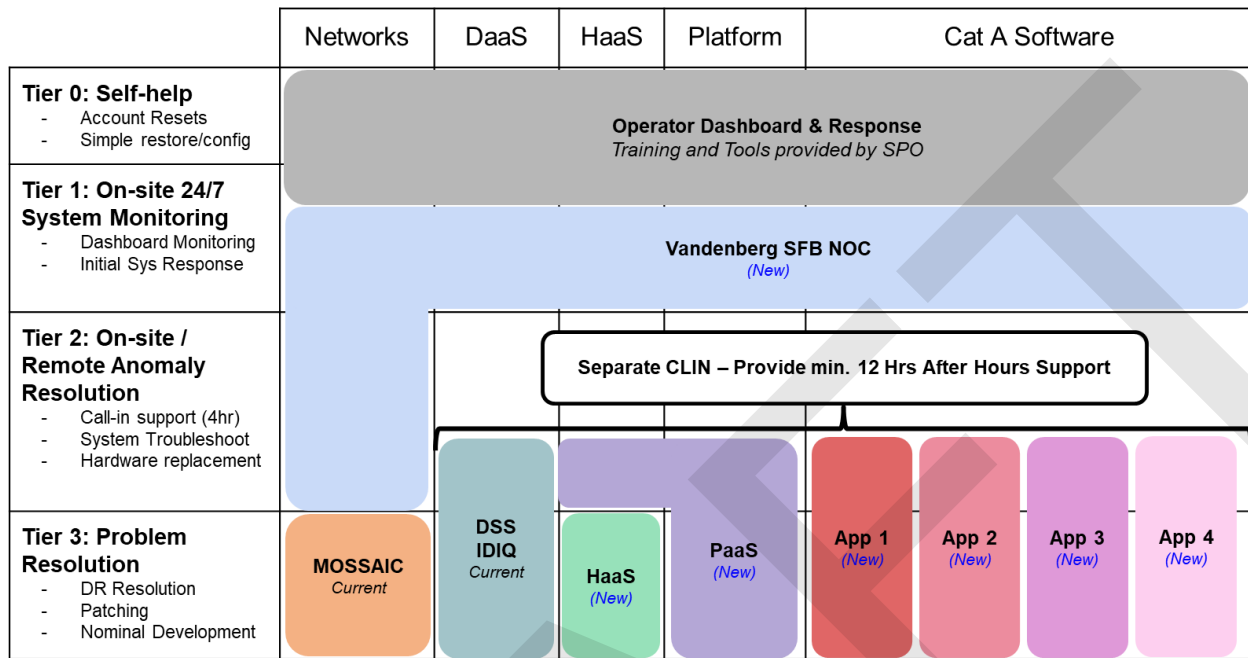 Networks
DaaS
HaaS
Platform
Cat A Software
Tier 0: Self-help
- Account Resets
- Simple restore/config
Operator Dashboard & Response
Training and Tools provided by SPO
Tier 1: On-site 24/7
System Monitoring
- Dashboard Monitoring
- Initial Sys Response
Vandenberg SFB NOC
(New)
Tier 2: On-site /
Remote Anomaly
Resolution
- Call-in support (4hr)
- System Troubleshoot
- Hardware replacement
Separate CLIN – Provide min. 12 Hrs After Hours Support
Tier 3: Problem
Resolution
- DR Resolution
- Patching
- Nominal Development
MOSSAIC
Current
DSS
IDIQ
Current
HaaS
(New)
PaaS
(New)
App 1
(New)
App 2
(New)
App 3
(New)
App 4
(New)